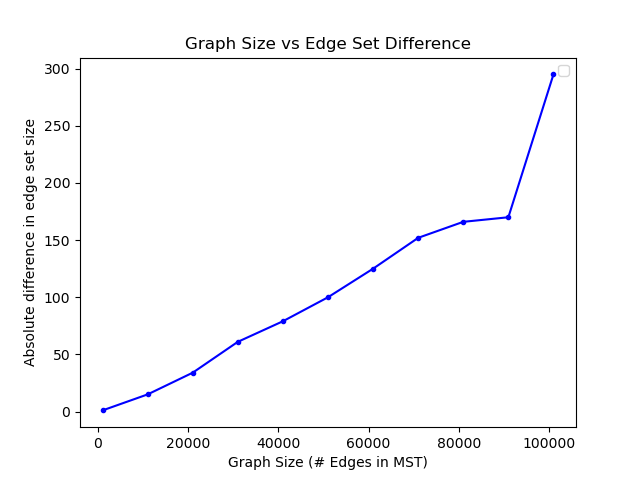 Graph Size vs Edge Set Difference
Absolute difference in edge set size
300
250
200
150
100
50
0
0 20000 40000 60000 80000 100000
Graph Size (# Edges in MST)